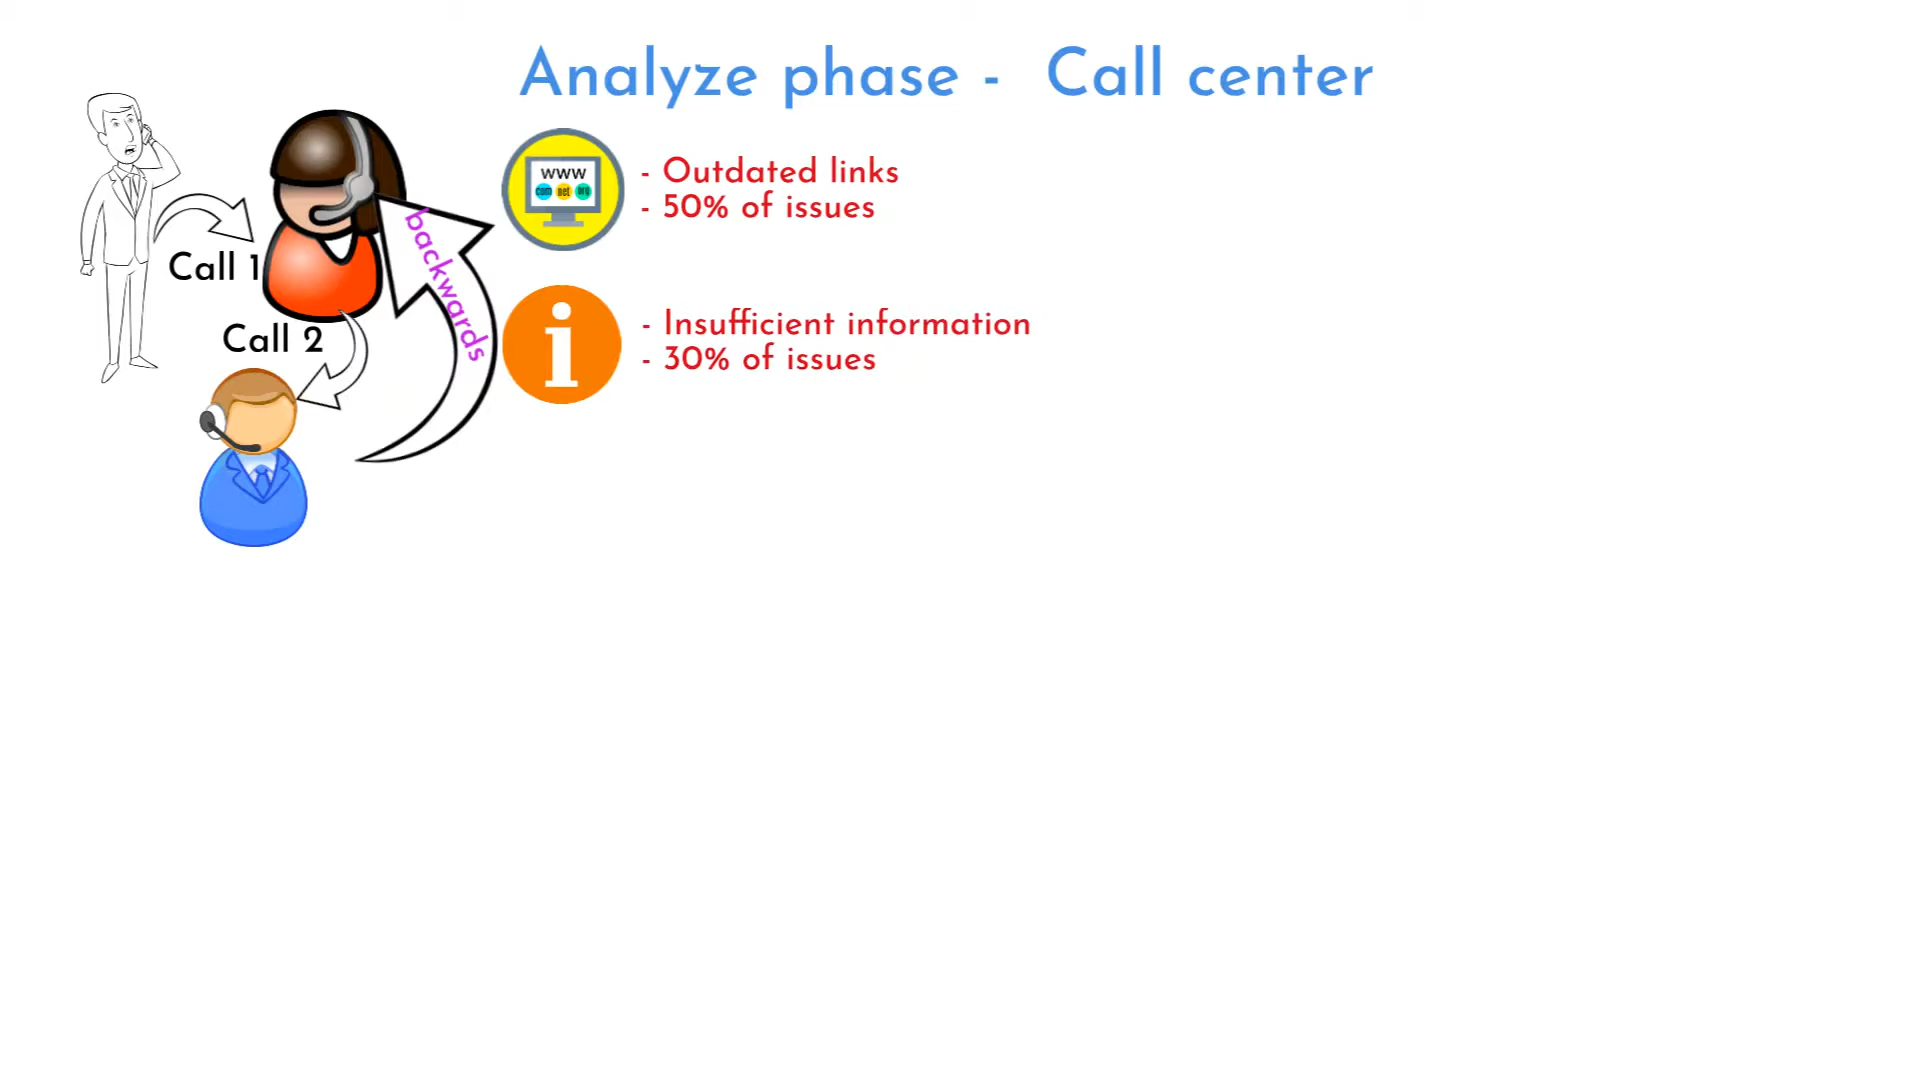 Analyze phase - Call center
www
com net org
- Outdated links
- 50% of issues
Call 1
backwards
i
- Insufficient information
- 30% of issues
Call 2